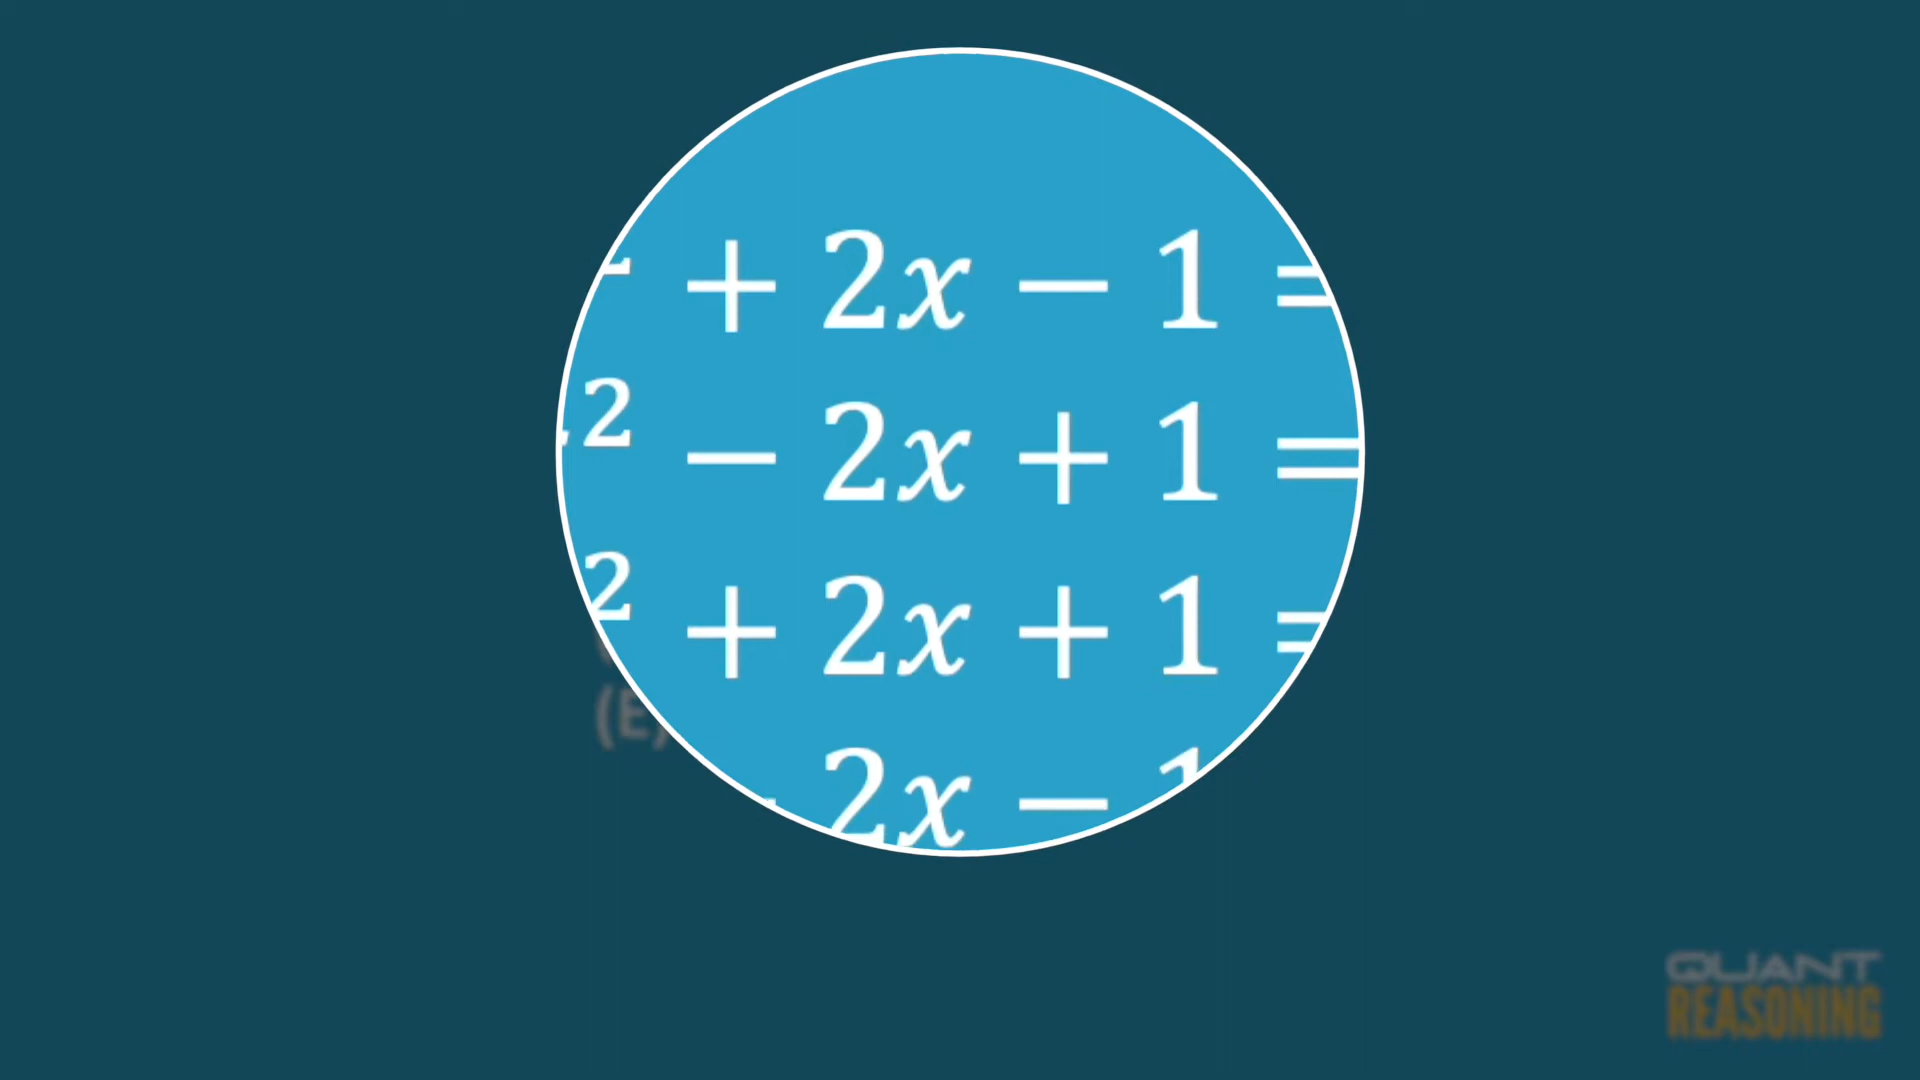 + 2x − 1 =
² − 2x + 1 =
² + 2x + 1 =
(E)
2x −
QUANT
REASONING